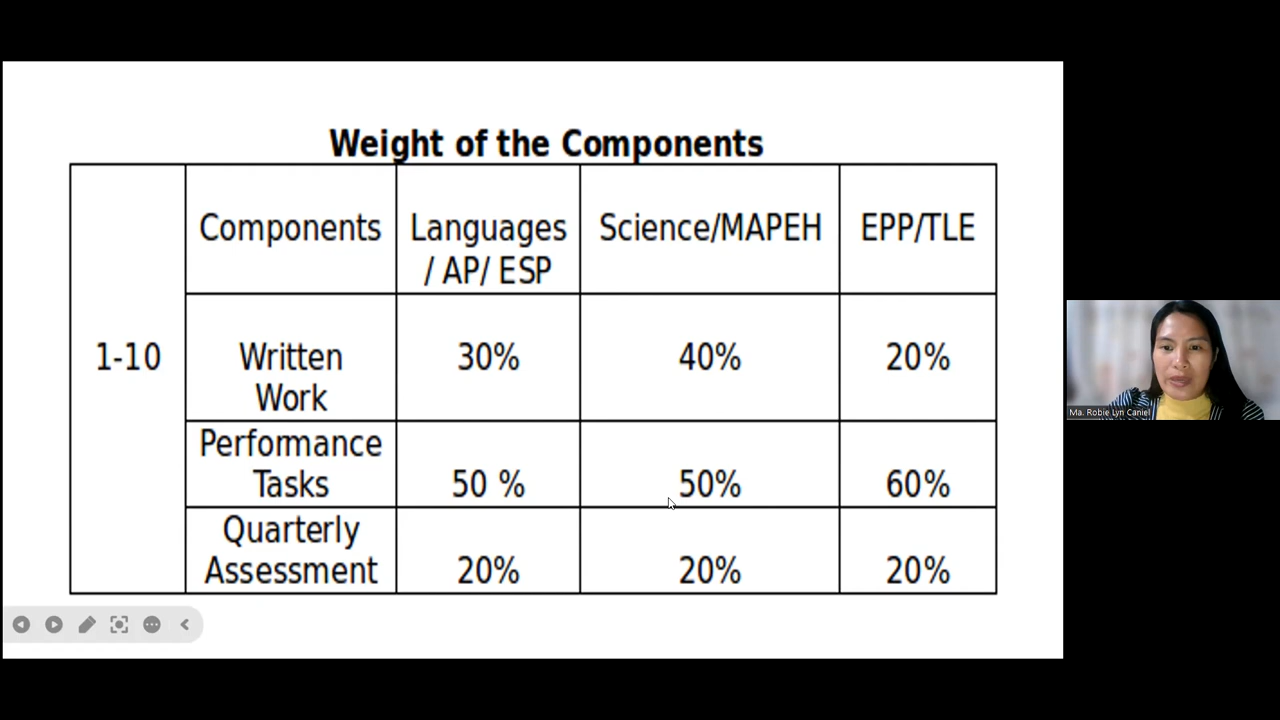 Weight of the Components
Components
Languages
/ AP/ ESP
Science/MAPEH
EPP/TLE
1-10
Written
Work
30%
40%
20%
Performance
Tasks
50 %
50%
60%
Quarterly
Assessment
20%
20%
20%
Ma. Robie Lyn Caniel